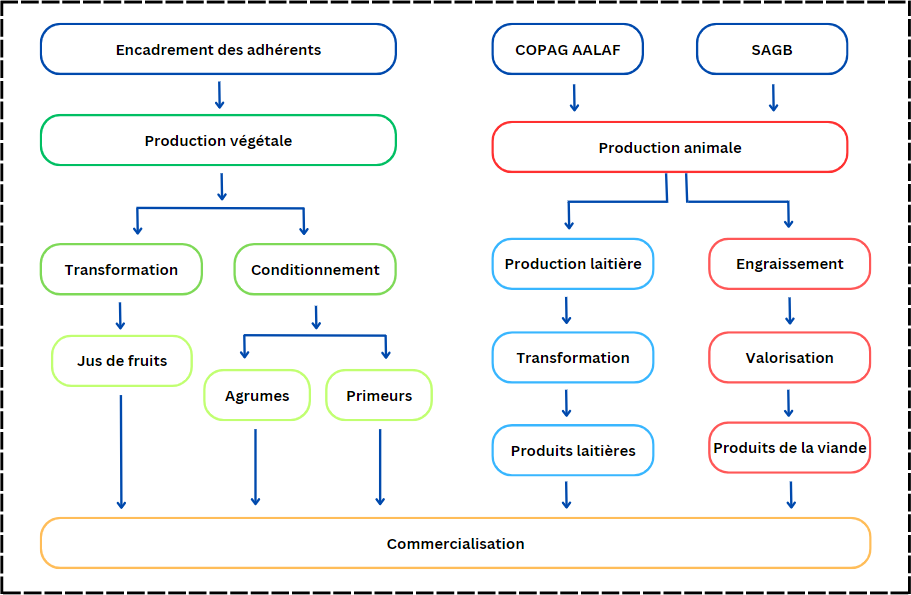 Encadrement des adhérents
COPAG AALAF
SAGB
Production végétale
Production animale
Transformation
Conditionnement
Production laitière
Engraissement
Jus de fruits
Agrumes
Primeurs
Transformation
Valorisation
Produits laitières
Produits de la viande
Commercialisation